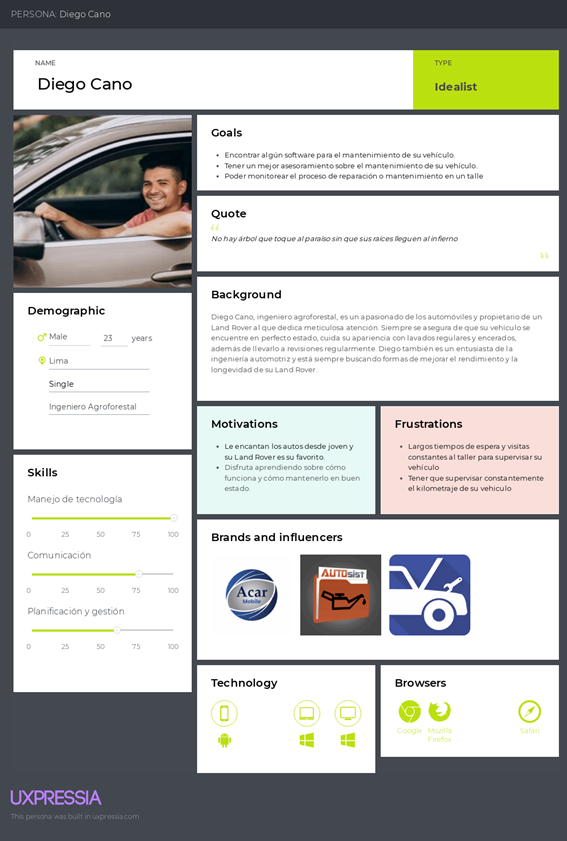 PERSONA: Diego Cano
NAME
Diego Cano
TYPE
Idealist
Goals
Encontrar algún software para el mantenimiento de su vehículo.
Tener un mejor asesoramiento sobre el mantenimiento de su vehículo.
Poder monitorear el proceso de reparación o mantenimiento en un talle
Quote
“
No hay árbol que toque al paraíso sin que sus raíces lleguen al infierno
”
Demographic
Male
23 years
Lima
Single
Ingeniero Agroforestal
Background
Diego Cano, ingeniero agroforestal, es un apasionado de los automóviles y propietario de un
Land Rover al que dedica meticulosa atención. Siempre se asegura de que su vehículo se
encuentre en perfecto estado, cuida su apariencia con lavados regulares y encerados,
además de llevarlo a revisiones regularmente. Diego también es un entusiasta de la
ingeniería automotriz y está siempre buscando formas de mejorar el rendimiento y la
longevidad de su Land Rover.
Motivations
Le encantan los autos desde joven y
su Land Rover es su favorito.
Disfruta aprendiendo sobre cómo
funciona y cómo mantenerlo en buen
estado.
Frustrations
Largos tiempos de espera y visitas
constantes al taller para supervisar su
vehículo
Tener que supervisar constantemente
el kilometraje de su vehiculo
Skills
Manejo de tecnología
0 25 50 75 100
Comunicación
0 25 50 75 100
Planificación y gestión
0 25 50 75 100
Brands and influencers
Acar
Mobile
AUTOsist
Technology
Browsers
Google
Mozilla
Firefox
Safari
UXPRESSIA
This persona was built in uxpressia.com